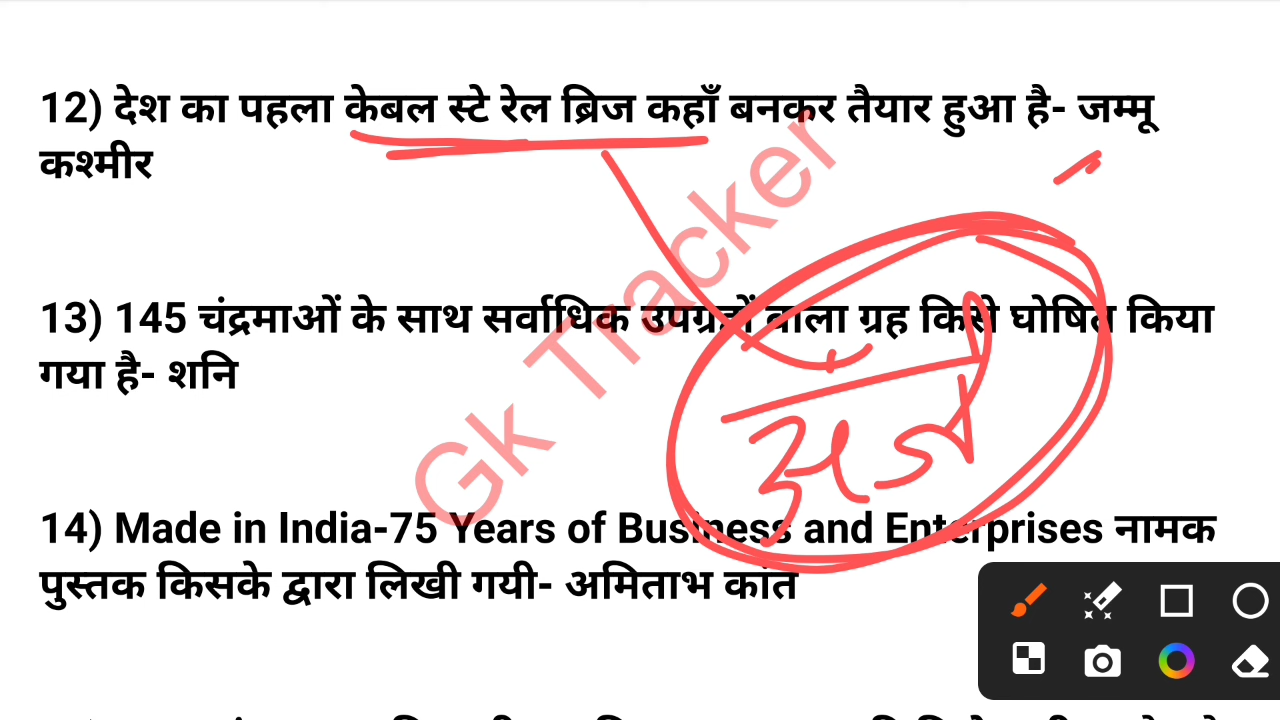 12) देश का पहला केबल स्टे रेल ब्रिज कहाँ बनकर तैयार हुआ है- जम्मू
कश्मीर
13) 145 चंद्रमाओं के साथ सर्वाधिक उपग्रहों वाला ग्रह किसे घोषित किया
गया है- शनि
Gk Tracker
14) Made in India-75 Years of Business and Enterprises नामक
पुस्तक किसके द्वारा लिखी गयी- अमिताभ कांत